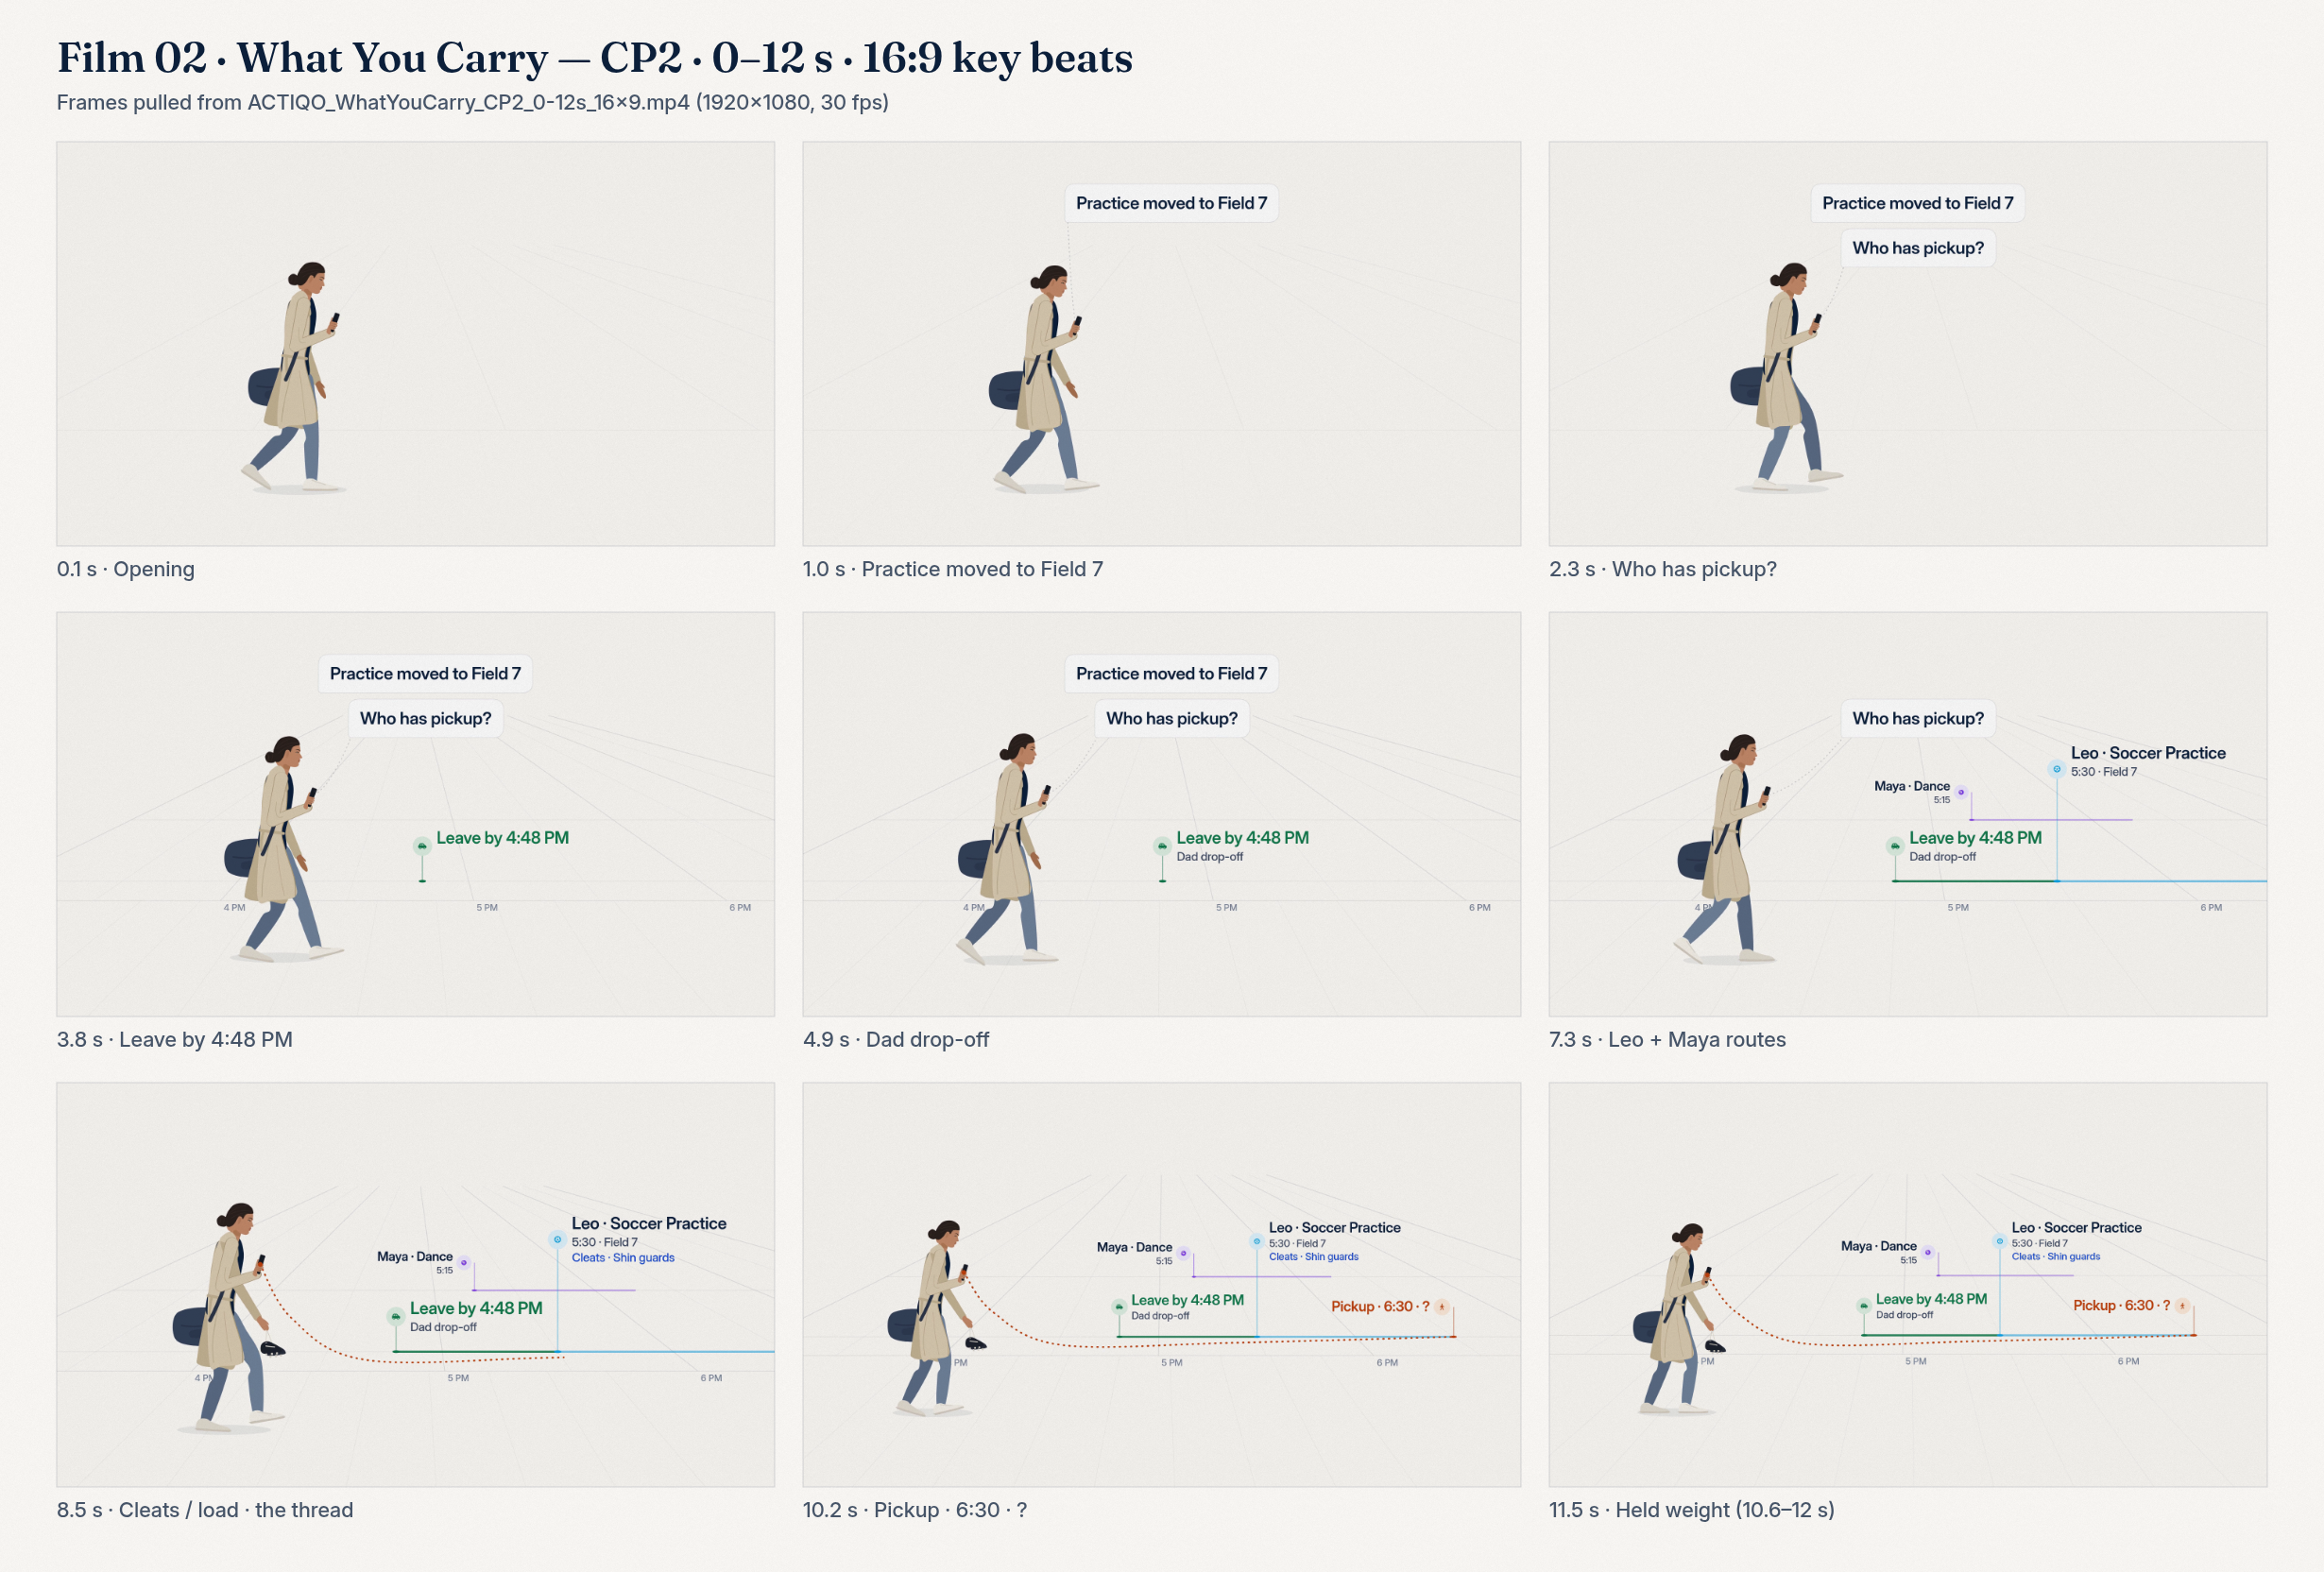 Film 02 · What You Carry — CP2 · 0–12 s · 16:9 key beats
Frames pulled from ACTIQO_WhatYouCarry_CP2_0-12s_16×9.mp4 (1920×1080, 30 fps)
0.1 s · Opening
Practice moved to Field 7
1.0 s · Practice moved to Field 7
Practice moved to Field 7
Who has pickup?
2.3 s · Who has pickup?
Practice moved to Field 7
Who has pickup?
Leave by 4:48 PM
4 PM
5 PM
6 PM
3.8 s · Leave by 4:48 PM
Practice moved to Field 7
Who has pickup?
Leave by 4:48 PM
Dad drop-off
4 PM
5 PM
6 PM
4.9 s · Dad drop-off
Who has pickup?
Leo · Soccer Practice
5:30 · Field 7
Maya · Dance
5:15
Leave by 4:48 PM
Dad drop-off
4 PM
5 PM
6 PM
7.3 s · Leo + Maya routes
Leo · Soccer Practice
5:30 · Field 7
Cleats · Shin guards
Maya · Dance
5:15
Leave by 4:48 PM
Dad drop-off
4 PM
5 PM
6 PM
8.5 s · Cleats / load · the thread
Leo · Soccer Practice
5:30 · Field 7
Cleats · Shin guards
Maya · Dance
5:15
Leave by 4:48 PM
Dad drop-off
Pickup · 6:30 · ?
PM
5 PM
6 PM
10.2 s · Pickup · 6:30 · ?
Leo · Soccer Practice
5:30 · Field 7
Cleats · Shin guards
Maya · Dance
5:15
Leave by 4:48 PM
Dad drop-off
Pickup · 6:30 · ?
PM
5 PM
6 PM
11.5 s · Held weight (10.6–12 s)